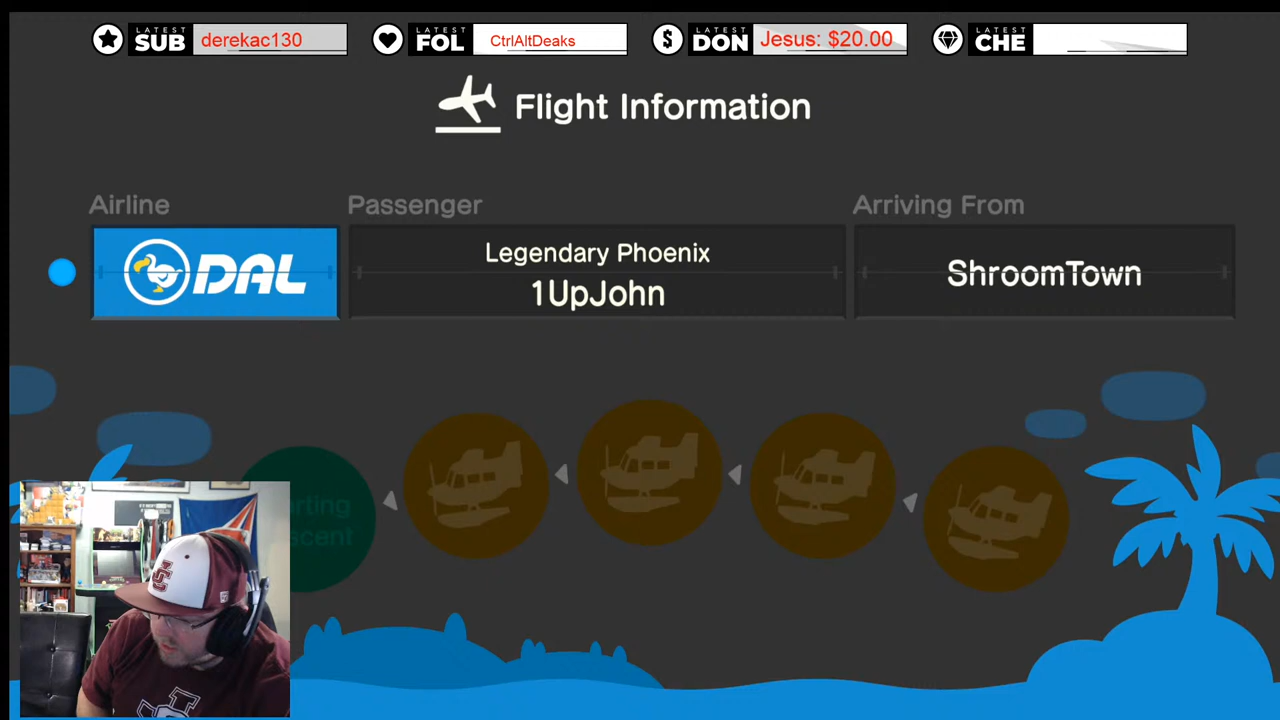 LATEST SUB derekac130
LATEST FOL CtrlAltDeaks
LATEST DON Jesus: $20.00
LATEST CHE
Flight Information
Airline
Passenger
Arriving From
DAL
Legendary Phoenix
1UpJohn
ShroomTown